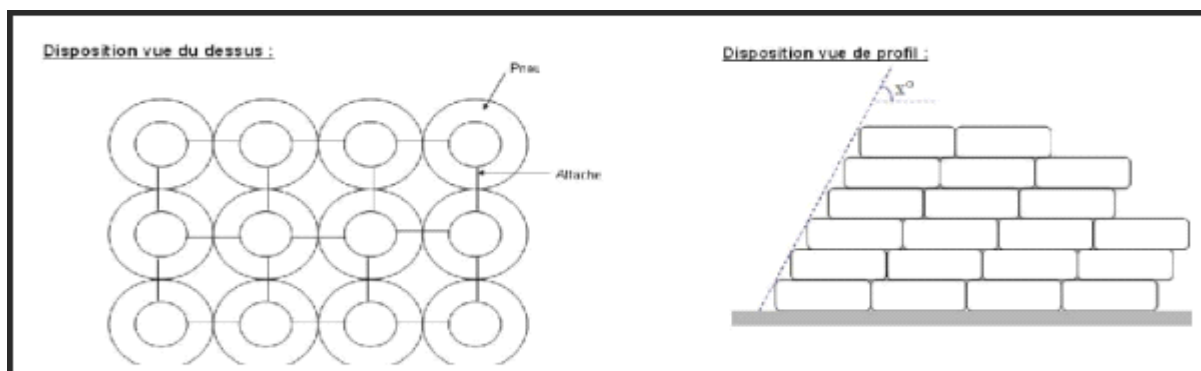 Disposition vue du dessus :
Pneu
Attache
Disposition vue de profil :
x°